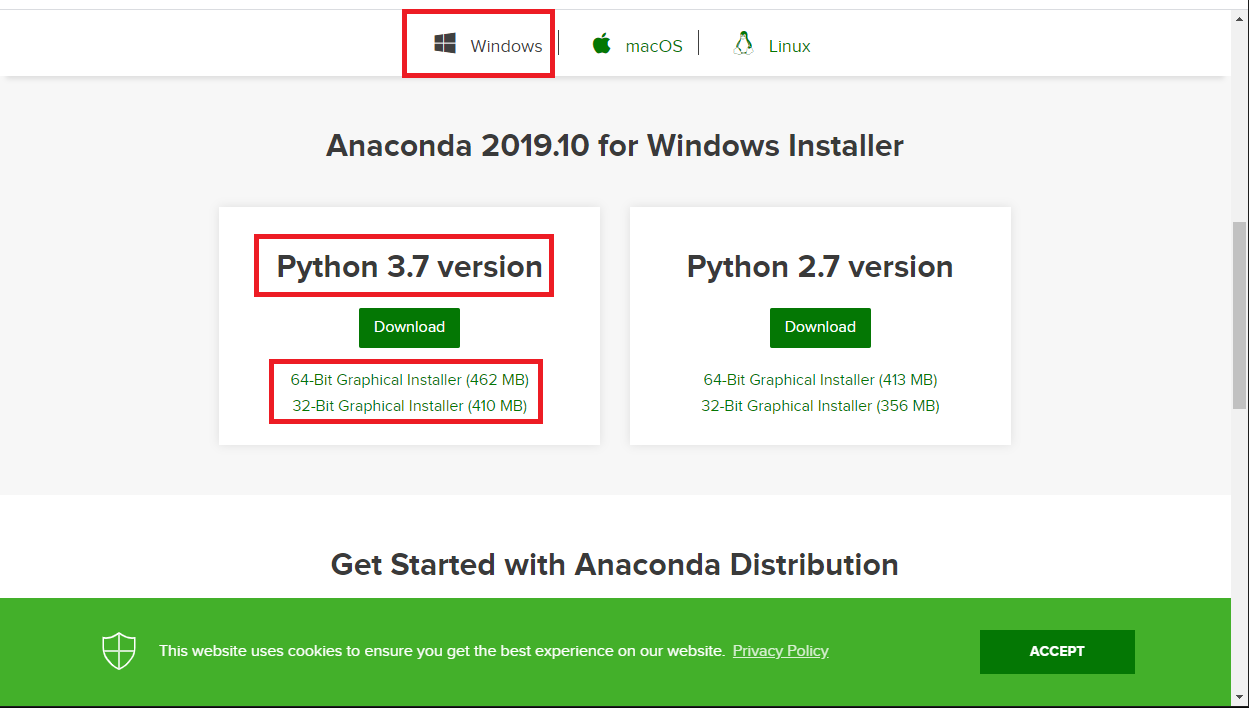 Windows
macOS
Linux
Anaconda 2019.10 for Windows Installer
Python 3.7 version
Download
64-Bit Graphical Installer (462 MB)
32-Bit Graphical Installer (410 MB)
Python 2.7 version
Download
64-Bit Graphical Installer (413 MB)
32-Bit Graphical Installer (356 MB)
Get Started with Anaconda Distribution
This website uses cookies to ensure you get the best experience on our website. Privacy Policy
ACCEPT